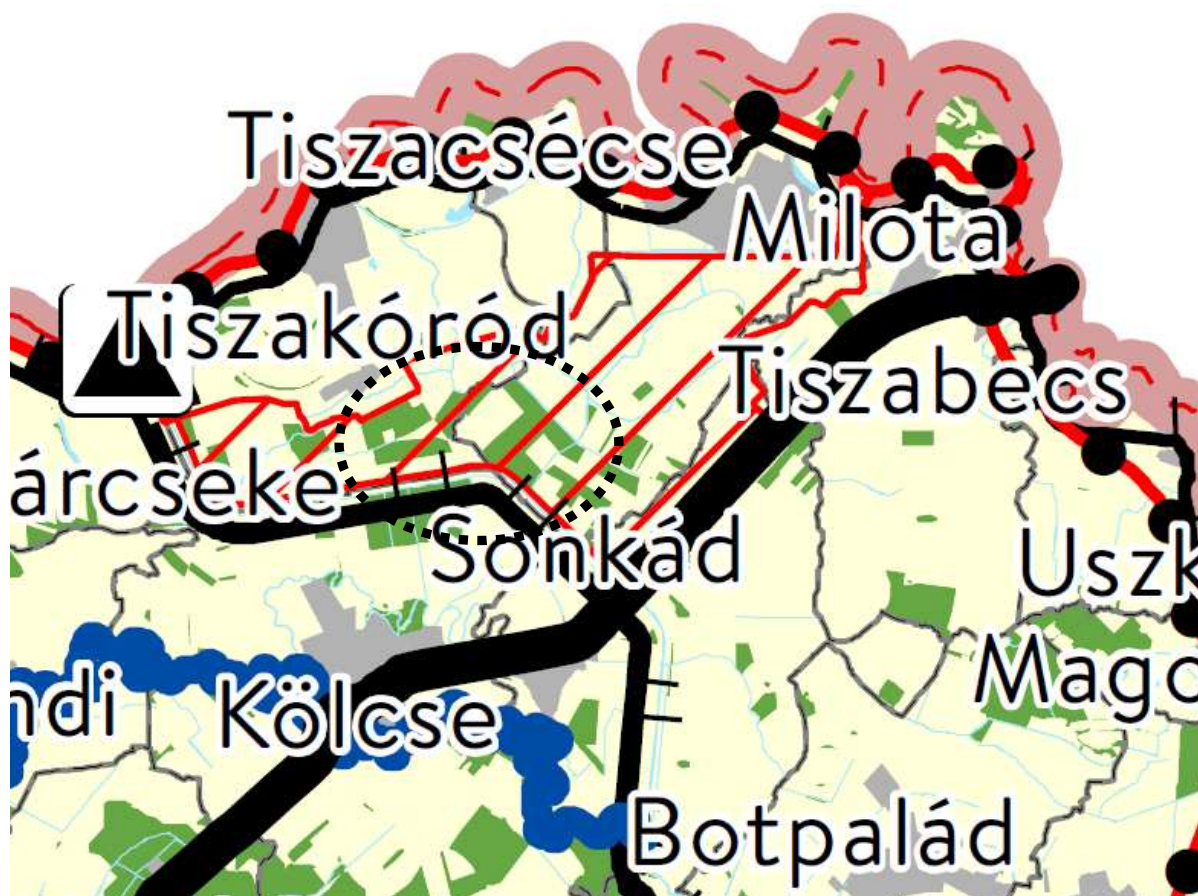 Tiszacsécse
Milota
Tiszakóród
Tiszabecs
árcseke
Sonkád
Uszk
Mago
ndi
Kölcse
Botpalád